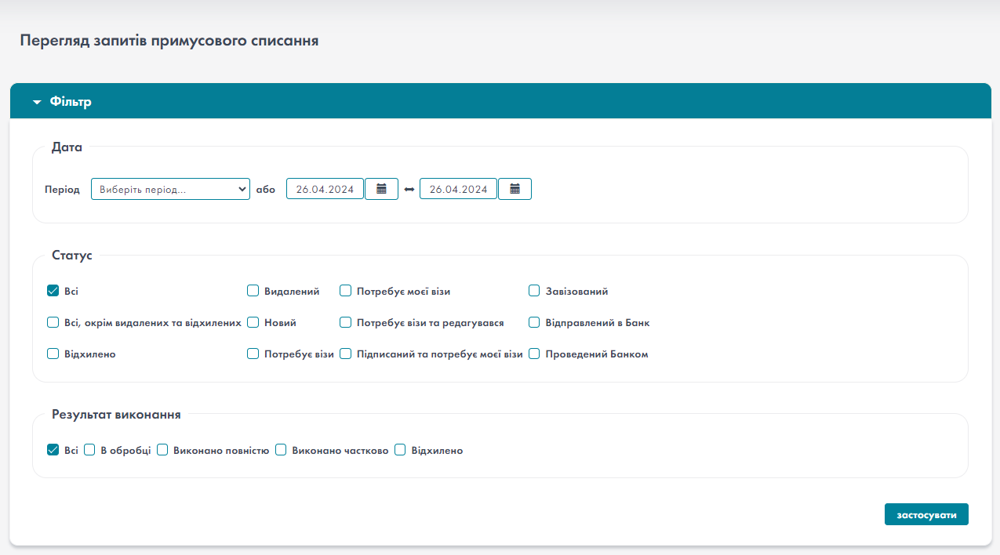 Перегляд запитів примусового списання
Фільтр
Дата
Період Виберіть період... або 26.04.2024 26.04.2024
Статус
Всі Видалений Потребує моєї візи Завізований
Всі, окрім видалених та відхилених Новий Потребує візи та редагувався Відправлений в Банк
Відхилено Потребує візи Підписаний та потребує моєї візи Проведений Банком
Результат виконання
Всі В обробці Виконано повністю Виконано частково Відхилено
застосувати